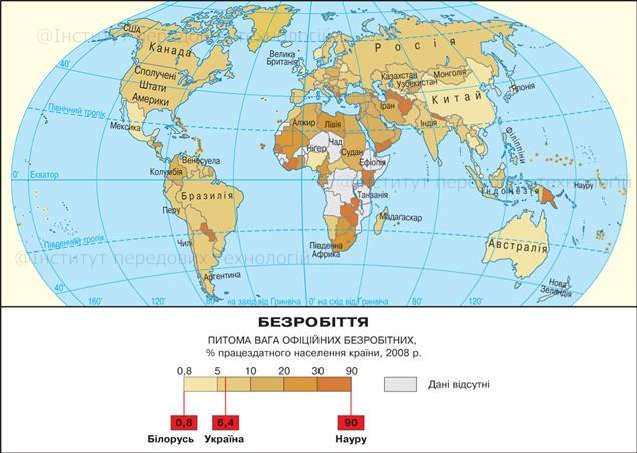 @Інститут передових технологій
США
Канада
Сполучені
Штати
Америки
Мексика
Велика
Британія
Росія
Казахстан
Узбекистан
Монголія
Китай
Японія
Іран
Індія
Філіппіни
Алжир
Лівія
Нігер
Чад
Судан
Ефіопія
Танзанія
Мадагаскар
Південна
Африка
Венесуела
Колумбія
Перу
Бразилія
Чилі
Аргентина
Індонезія
Науру
Австралія
Нова
Зеландія
Північний тропік
Екватор
Південний тропік
@Інститут передових технологій
@Інститут передових технологій
40°
20°
0°
0°
20°
40°
160°
120°
на захід від Гринвіча
0°
на схід від Гринвіча
80°
120°
БЕЗРОБІТТЯ
ПИТОМА ВАГА ОФІЦІЙНИХ БЕЗРОБІТНИХ,
% працездатного населення країни, 2008 р.
0,8 5 10 20 30 90
Дані відсутні
0,8 6,4 90
Білорусь Україна Науру